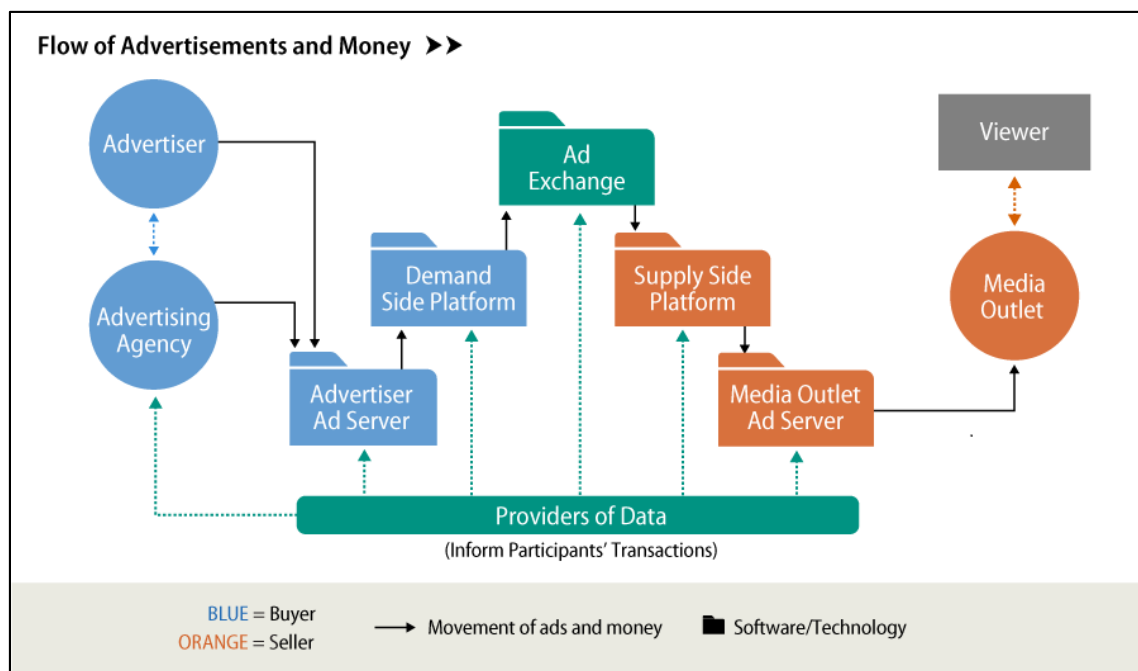 Flow of Advertisements and Money ➤➤
Advertiser
Advertising
Agency
Advertiser
Ad Server
Demand
Side Platform
Ad
Exchange
Supply Side
Platform
Media Outlet
Ad Server
Media
Outlet
Viewer
Providers of Data
(Inform Participants’ Transactions)
BLUE = Buyer
ORANGE = Seller
Movement of ads and money
Software/Technology